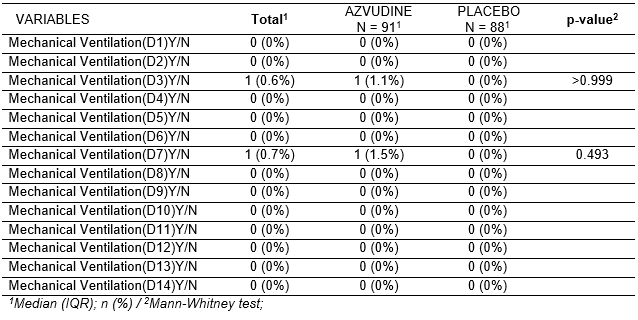 VARIABLES Total¹ AZVUDINE N = 91¹ PLACEBO N = 88¹ p-value²
Mechanical Ventilation(D1)Y/N 0 (0%) 0 (0%) 0 (0%)
Mechanical Ventilation(D2)Y/N 0 (0%) 0 (0%) 0 (0%)
Mechanical Ventilation(D3)Y/N 1 (0.6%) 1 (1.1%) 0 (0%) >0.999
Mechanical Ventilation(D4)Y/N 0 (0%) 0 (0%) 0 (0%)
Mechanical Ventilation(D5)Y/N 0 (0%) 0 (0%) 0 (0%)
Mechanical Ventilation(D6)Y/N 0 (0%) 0 (0%) 0 (0%)
Mechanical Ventilation(D7)Y/N 1 (0.7%) 1 (1.5%) 0 (0%) 0.493
Mechanical Ventilation(D8)Y/N 0 (0%) 0 (0%) 0 (0%)
Mechanical Ventilation(D9)Y/N 0 (0%) 0 (0%) 0 (0%)
Mechanical Ventilation(D10)Y/N 0 (0%) 0 (0%) 0 (0%)
Mechanical Ventilation(D11)Y/N 0 (0%) 0 (0%) 0 (0%)
Mechanical Ventilation(D12)Y/N 0 (0%) 0 (0%) 0 (0%)
Mechanical Ventilation(D13)Y/N 0 (0%) 0 (0%) 0 (0%)
Mechanical Ventilation(D14)Y/N 0 (0%) 0 (0%) 0 (0%)
¹Median (IQR); n (%) / ²Mann-Whitney test;